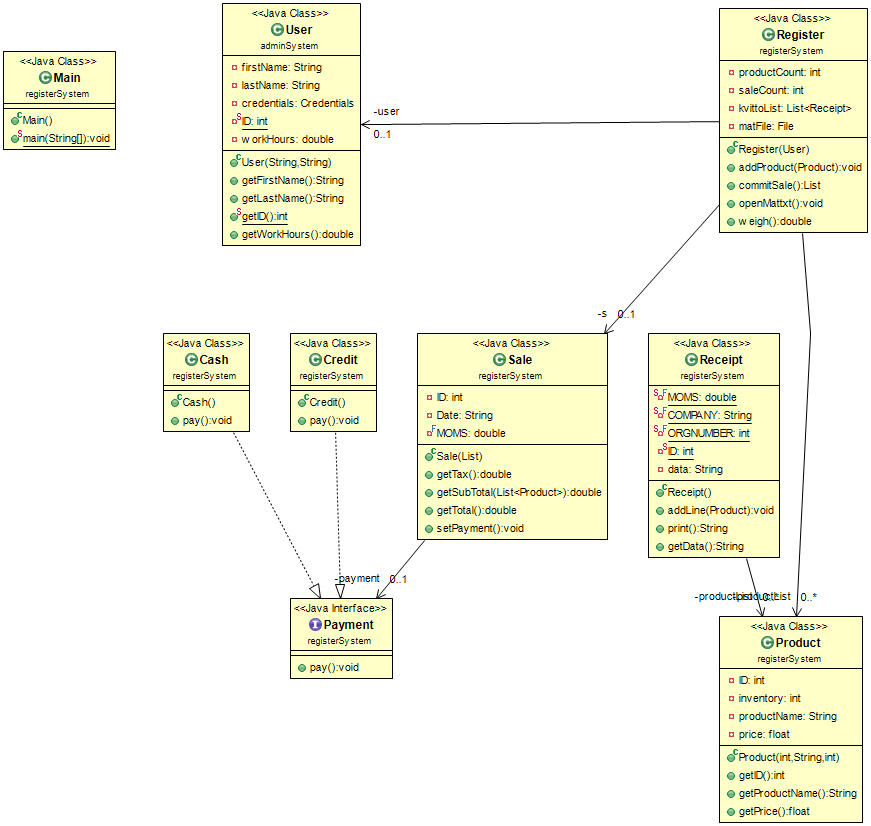 <<Java Class>>
Main
registerSystem
Main()
main(String[]):void
<<Java Class>>
User
adminSystem
firstName: String
lastName: String
credentials: Credentials
ID: int
workHours: double
User(String,String)
getFirstName():String
getLastName():String
getID():int
getWorkHours():double
-user
0..1
<<Java Class>>
Register
registerSystem
productCount: int
saleCount: int
kvittoList: List<Receipt>
matFile: File
Register(User)
addProduct(Product):void
commitSale():List
openMattxt():void
weigh():double
-s
0..1
<<Java Class>>
Cash
registerSystem
Cash()
pay():void
<<Java Class>>
Credit
registerSystem
Credit()
pay():void
<<Java Class>>
Sale
registerSystem
ID: int
Date: String
MOMS: double
Sale(List)
getTax():double
getSubTotal(List<Product>):double
getTotal():double
setPayment():void
<<Java Class>>
Receipt
registerSystem
MOMS: double
COMPANY: String
ORGNUMBER: int
ID: int
data: String
Receipt()
addLine(Product):void
print():String
getData():String
-payment
0..1
<<Java Interface>>
Payment
registerSystem
pay():void
-productList
0..*
<<Java Class>>
Product
registerSystem
ID: int
inventory: int
productName: String
price: float
Product(int,String,int)
getID():int
getProductName():String
getPrice():float